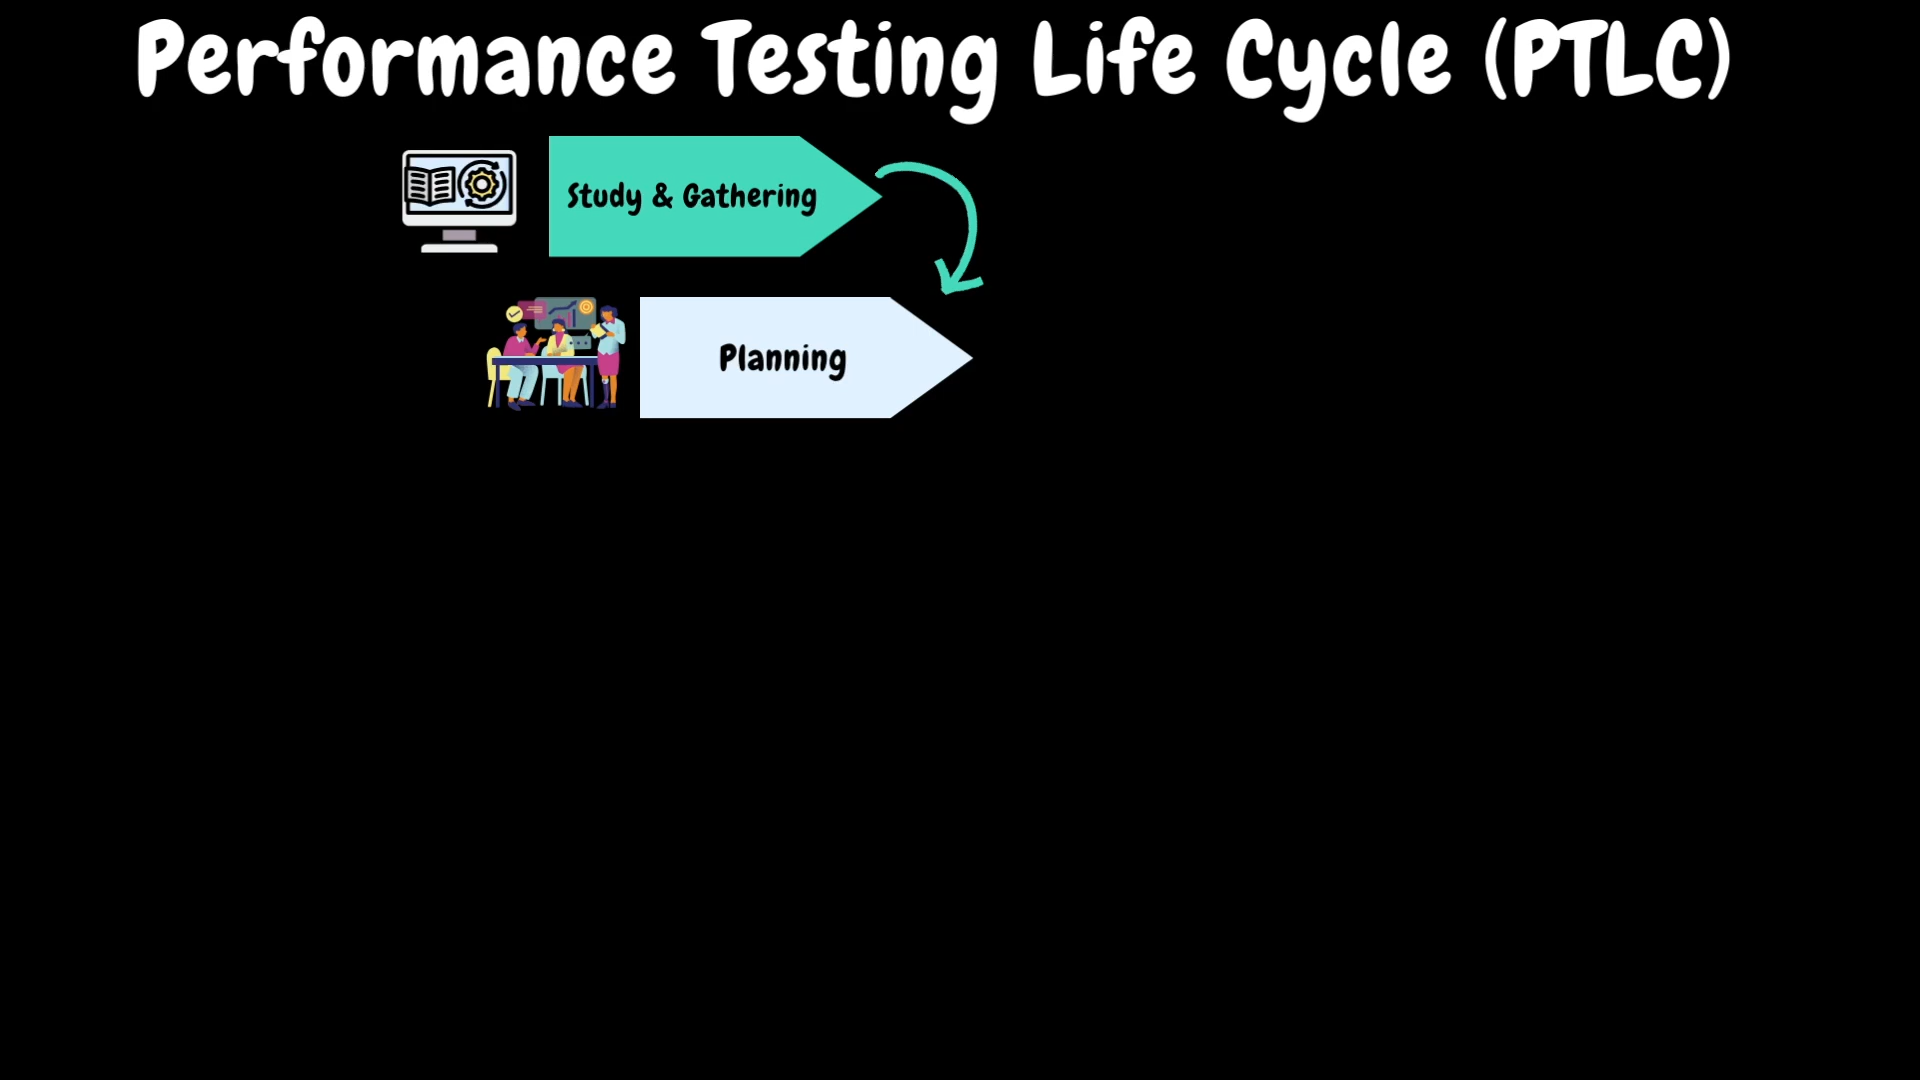 Performance Testing Life Cycle (PTLC)
Study & Gathering
Planning